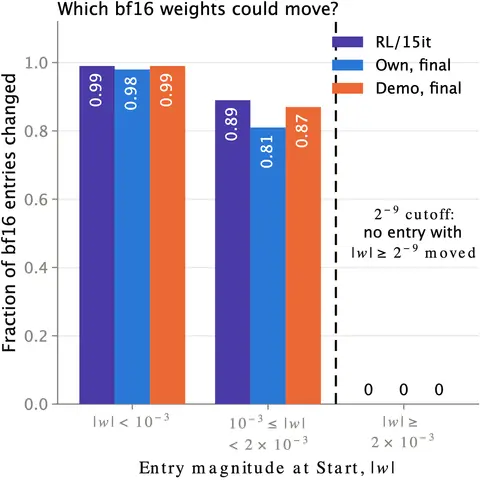 Which bf16 weights could move?
RL/15it
Own, final
Demo, final
Fraction of bf16 entries changed
1.0
0.8
0.6
0.4
0.2
0.0
0.99
0.98
0.99
0.89
0.81
0.87
2⁻⁹ cutoff:
no entry with
|w| ≥ 2⁻⁹ moved
0 0 0
|w| < 10⁻³
10⁻³ ≤ |w|
< 2 × 10⁻³
|w| ≥
2 × 10⁻³
Entry magnitude at Start, |w|